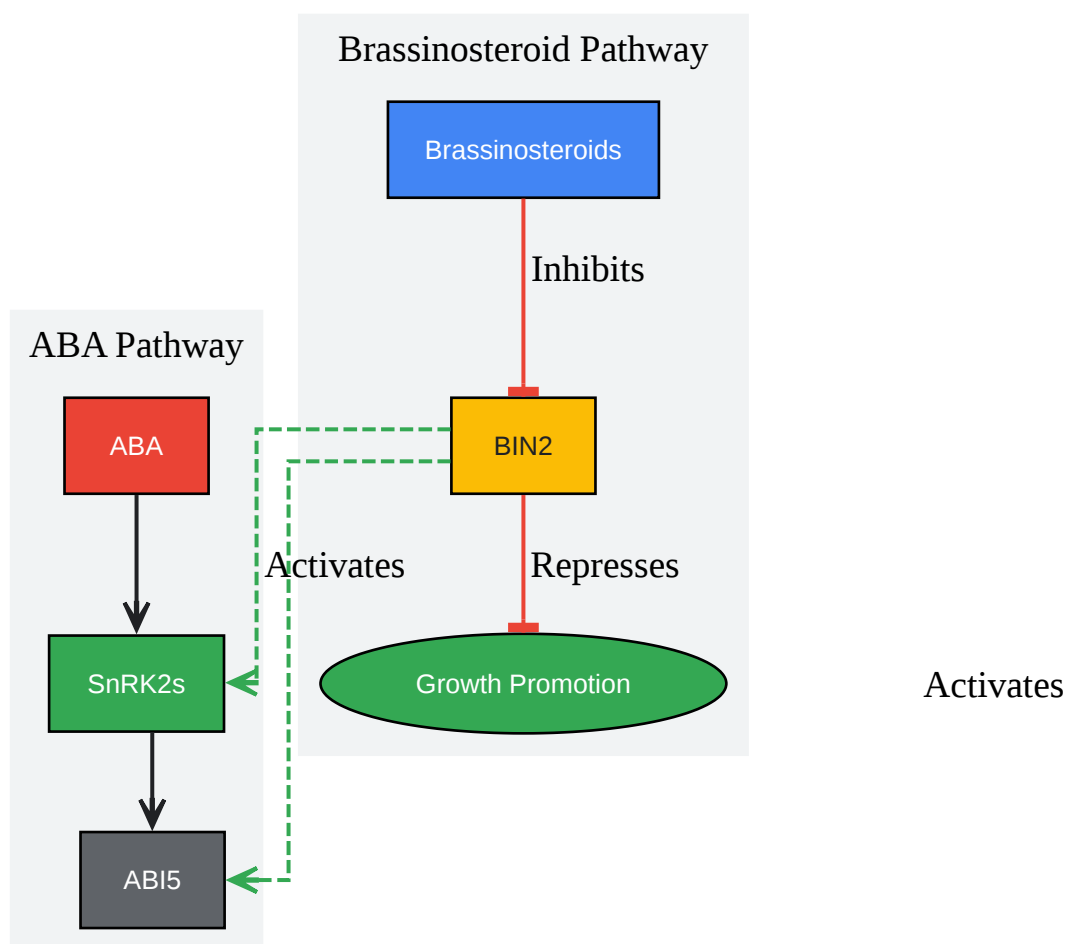 Brassinosteroid Pathway
Brassinosteroids
Inhibits
ABA Pathway
ABA
BIN2
Activates
Represses
SnRK2s
Growth Promotion
Activates
ABI5